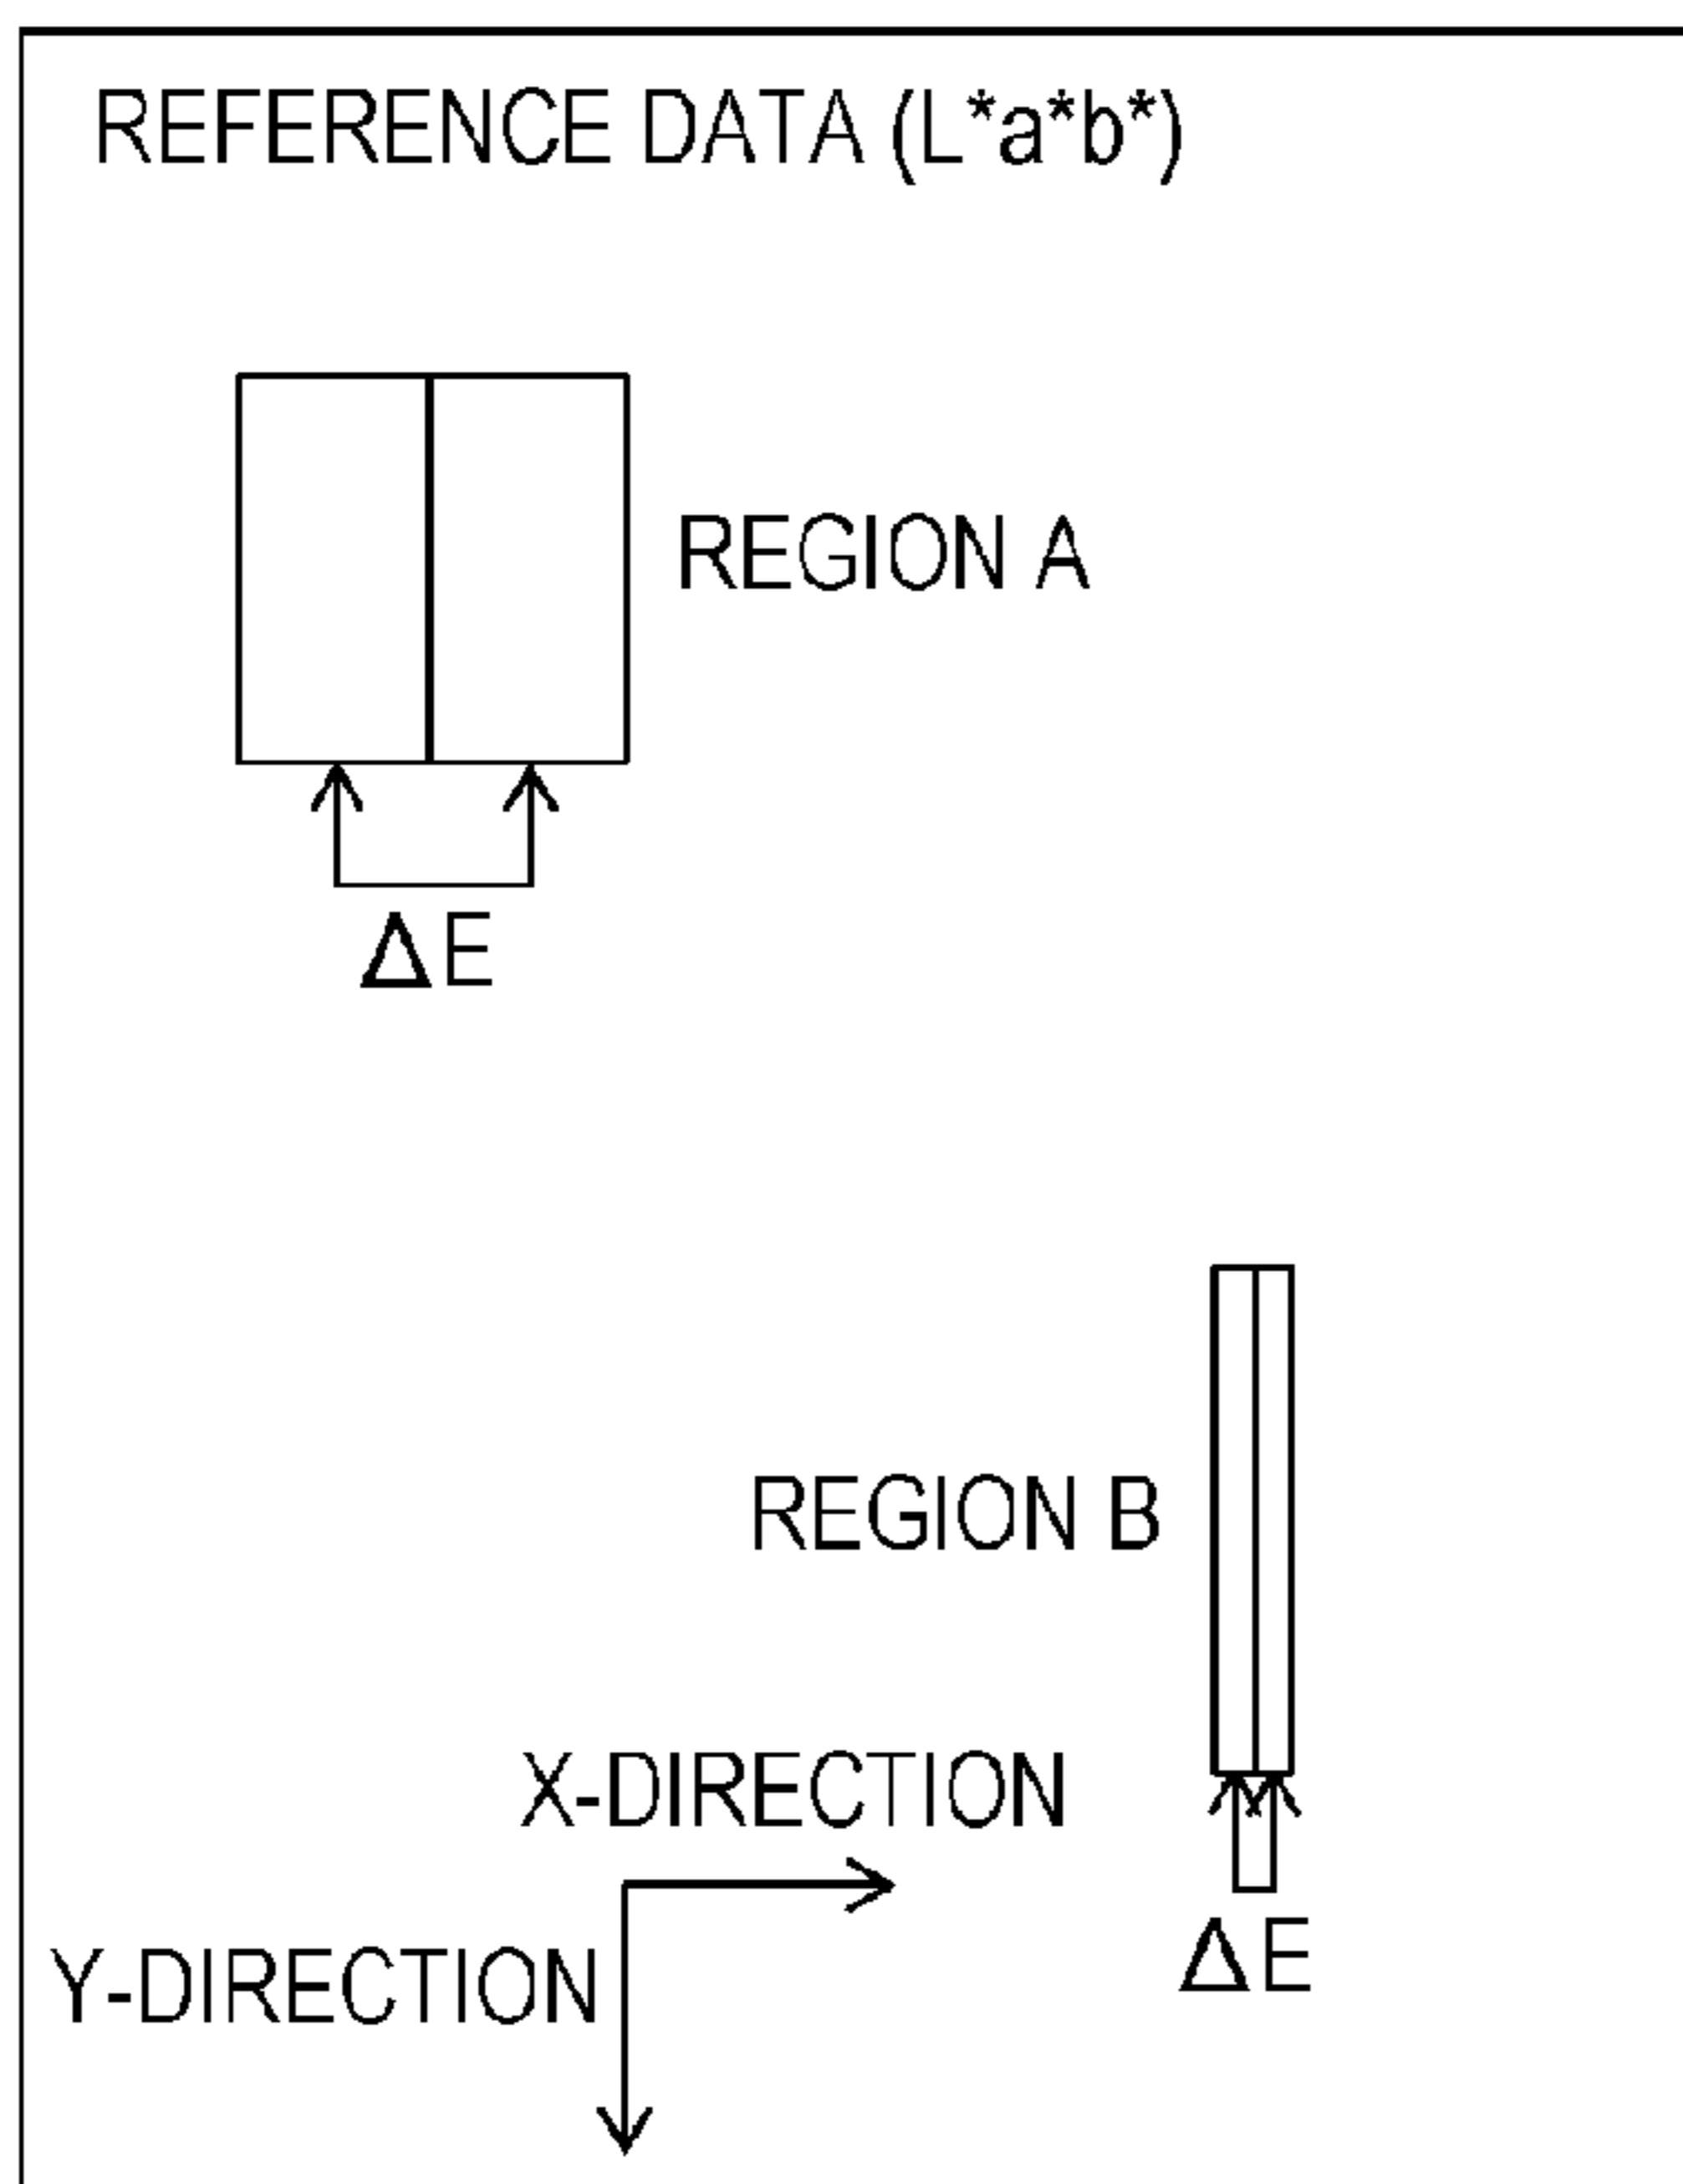 REFERENCE DATA (L*a*b*)
REGION A
ΔE
REGION B
X-DIRECTION
Y-DIRECTION
ΔE